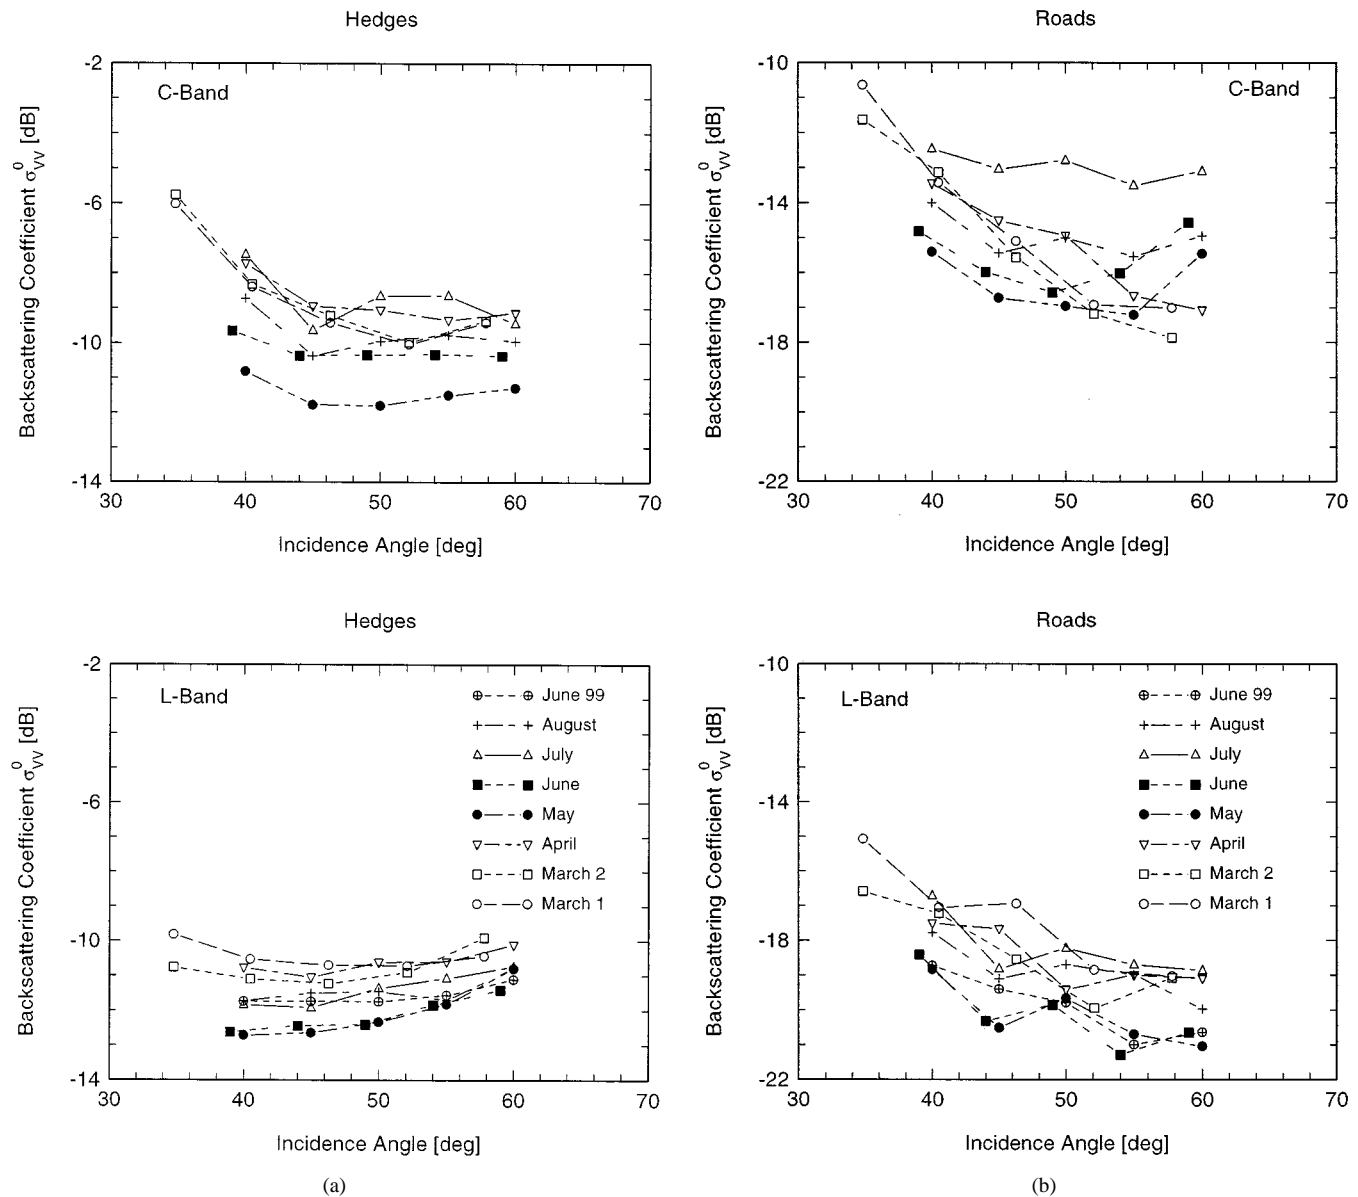 Hedges
C-Band
Backscattering Coefficient σ⁰VV [dB]
-2
-6
-10
-14
30 40 50 60 70
Incidence Angle [deg]
Roads
C-Band
Backscattering Coefficient σ⁰VV [dB]
-10
-14
-18
-22
30 40 50 60 70
Incidence Angle [deg]
Hedges
L-Band
June 99
August
July
June
May
April
March 2
March 1
Backscattering Coefficient σ⁰VV [dB]
-2
-6
-10
-14
30 40 50 60 70
Incidence Angle [deg]
(a)
Roads
L-Band
June 99
August
July
June
May
April
March 2
March 1
Backscattering Coefficient σ⁰VV [dB]
-10
-14
-18
-22
30 40 50 60 70
Incidence Angle [deg]
(b)